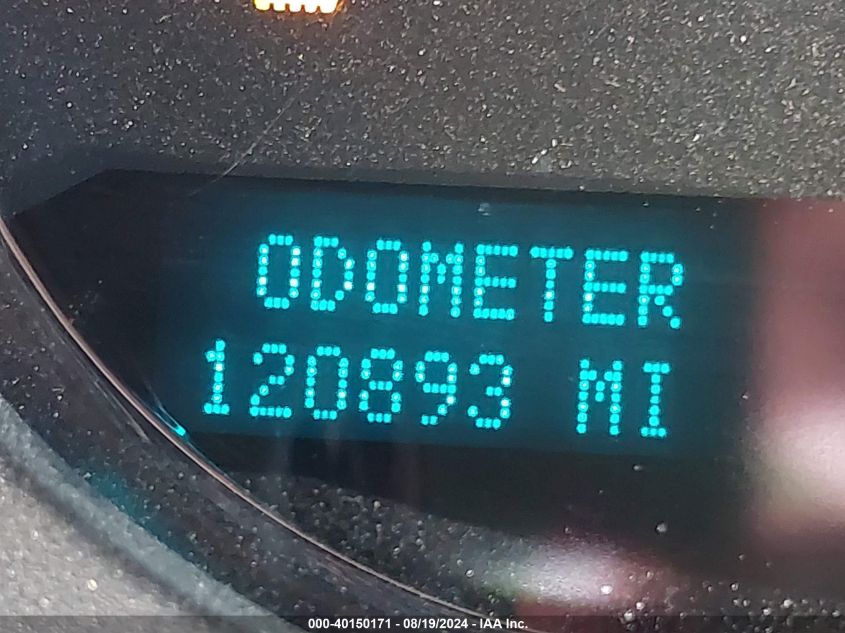 ODOMETER
120893 MI
000-40150171 - 08/19/2024 - IAA Inc.